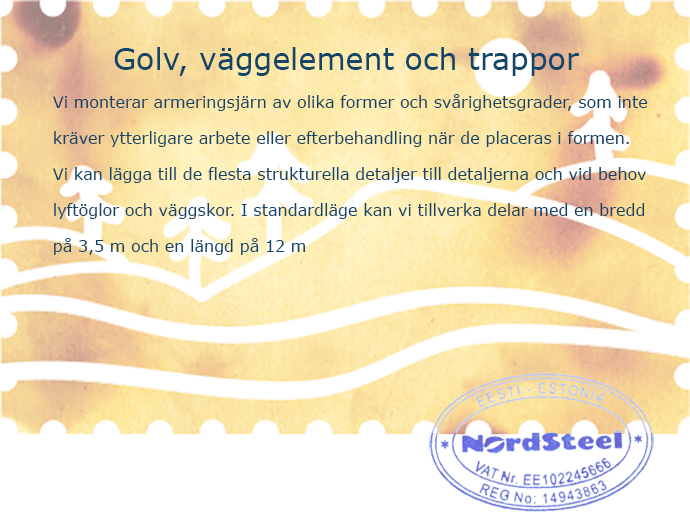 Golv, väggelement och trappor
Vi monterar armeringsjärn av olika former och svårighetsgrader, som inte
kräver ytterligare arbete eller efterbehandling när de placeras i formen.
Vi kan lägga till de flesta strukturella detaljer till detaljerna och vid behov
lyftöglor och väggskor. I standardläge kan vi tillverka delar med en bredd
på 3,5 m och en längd på 12 m
EESTI - ESTONIA
* NordSteel *
VAT Nr. EE102245666
REG No: 14943863